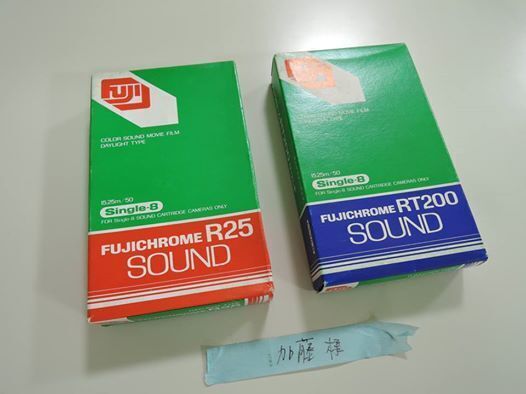 FUJI
COLOR SOUND MOVIE FILM
DAYLIGHT TYPE
15.25m/50
Single-8
FOR Single-8 SOUND CARTRIDGE CAMERAS ONLY
FUJICHROME R25
SOUND
COLOR SOUND MOVIE FILM
15.25m/50
Single-8
FOR Single-8 SOUND CARTRIDGE CAMERAS ONLY
FUJICHROME RT200
SOUND
加藤様